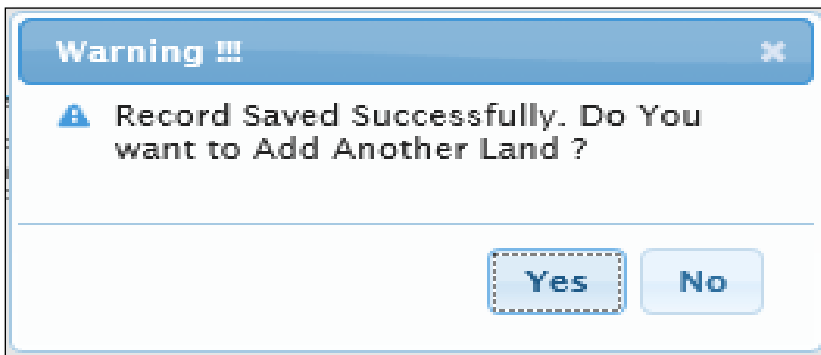 Warning !!!
Record Saved Successfully. Do You
want to Add Another Land ?
Yes No